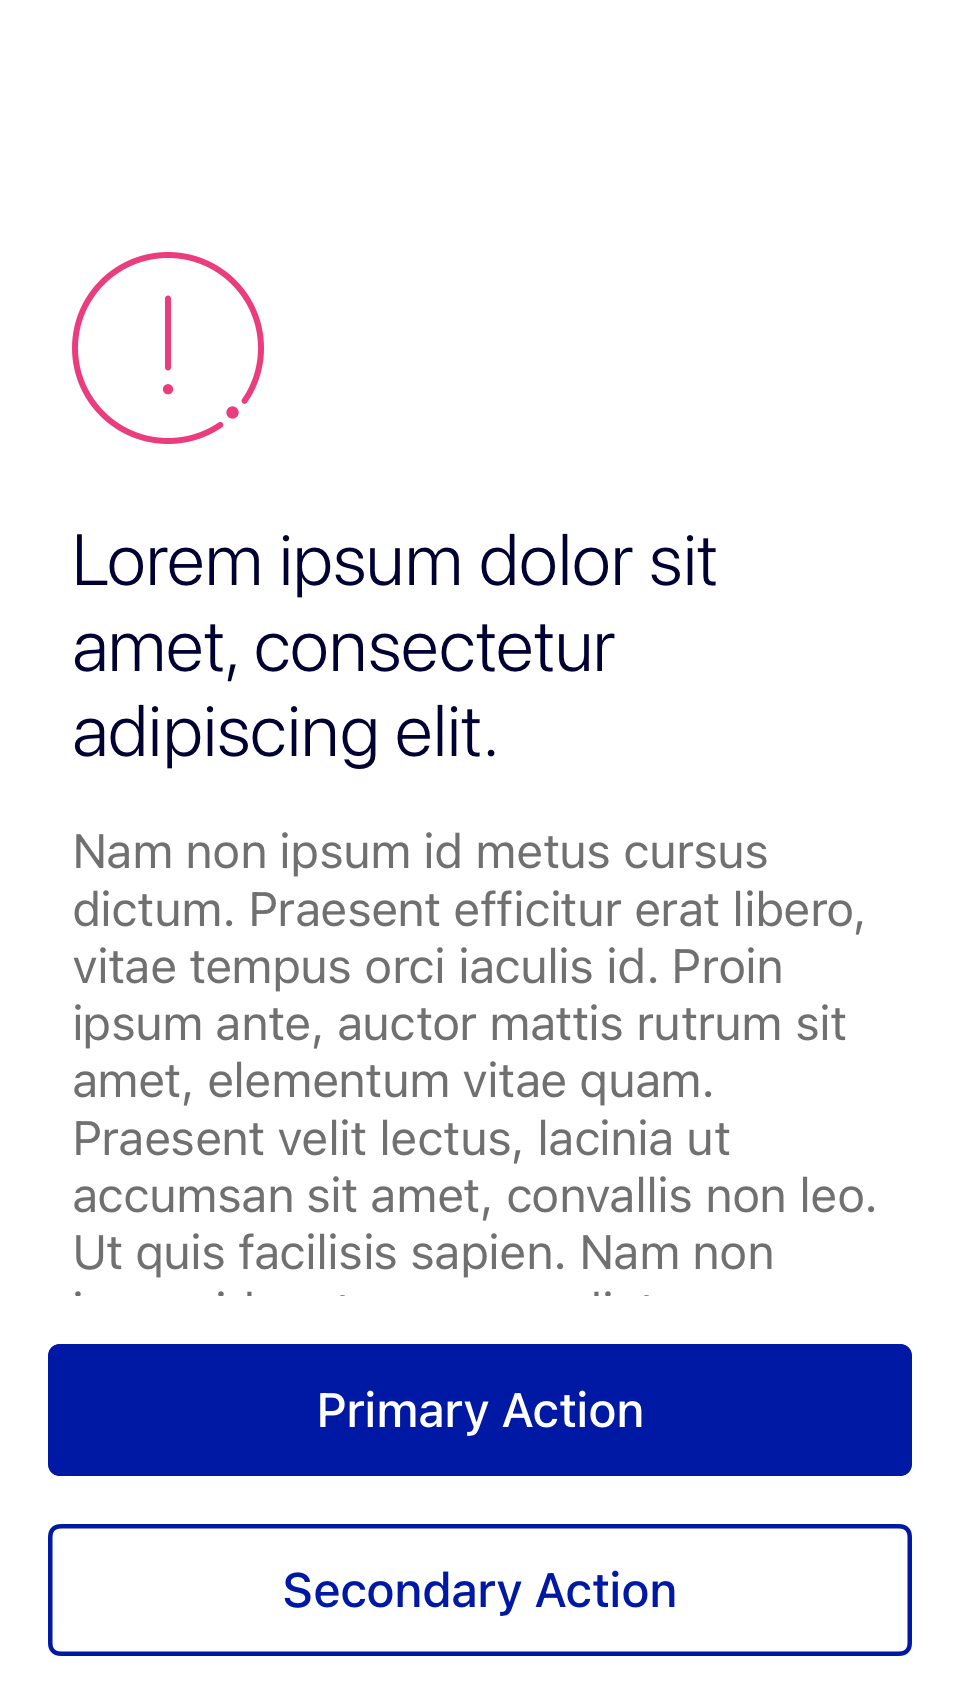 Lorem ipsum dolor sit
amet, consectetur
adipiscing elit.
Nam non ipsum id metus cursus
dictum. Praesent efficitur erat libero,
vitae tempus orci iaculis id. Proin
ipsum ante, auctor mattis rutrum sit
amet, elementum vitae quam.
Praesent velit lectus, lacinia ut
accumsan sit amet, convallis non leo.
Ut quis facilisis sapien. Nam non
Primary Action
Secondary Action